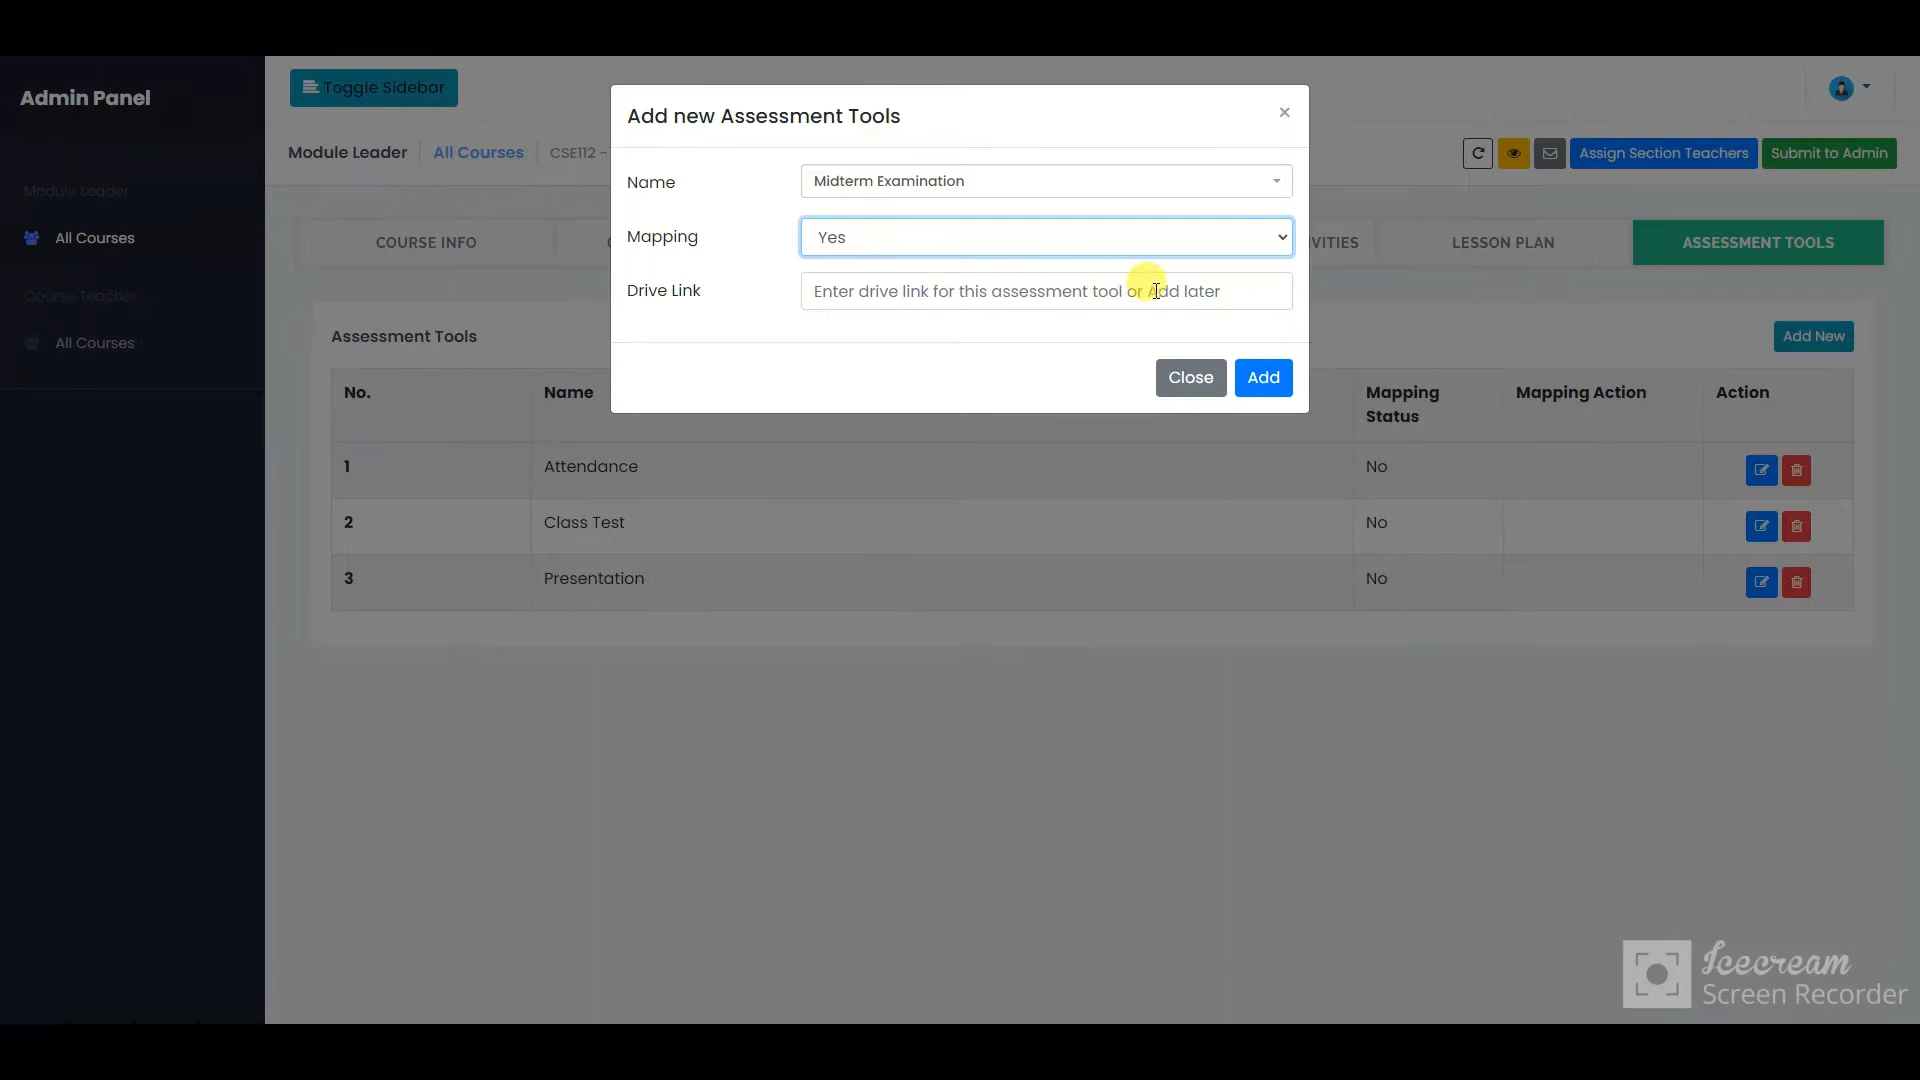 Admin Panel
Toggle Sidebar
Module Leader
All Courses
Course Teacher
All Courses
Module Leader
All Courses
CSE112 -
Assign Section Teachers
Submit to Admin
COURSE INFO
VITIES
LESSON PLAN
ASSESSMENT TOOLS
Add new Assessment Tools
×
Name
Midterm Examination
Mapping
Yes
Drive Link
Enter drive link for this assessment tool or Add later
Close
Add
Assessment Tools
Add New
No. Name Mapping Status Mapping Action Action
1 Attendance No
2 Class Test No
3 Presentation No
Icecream
Screen Recorder